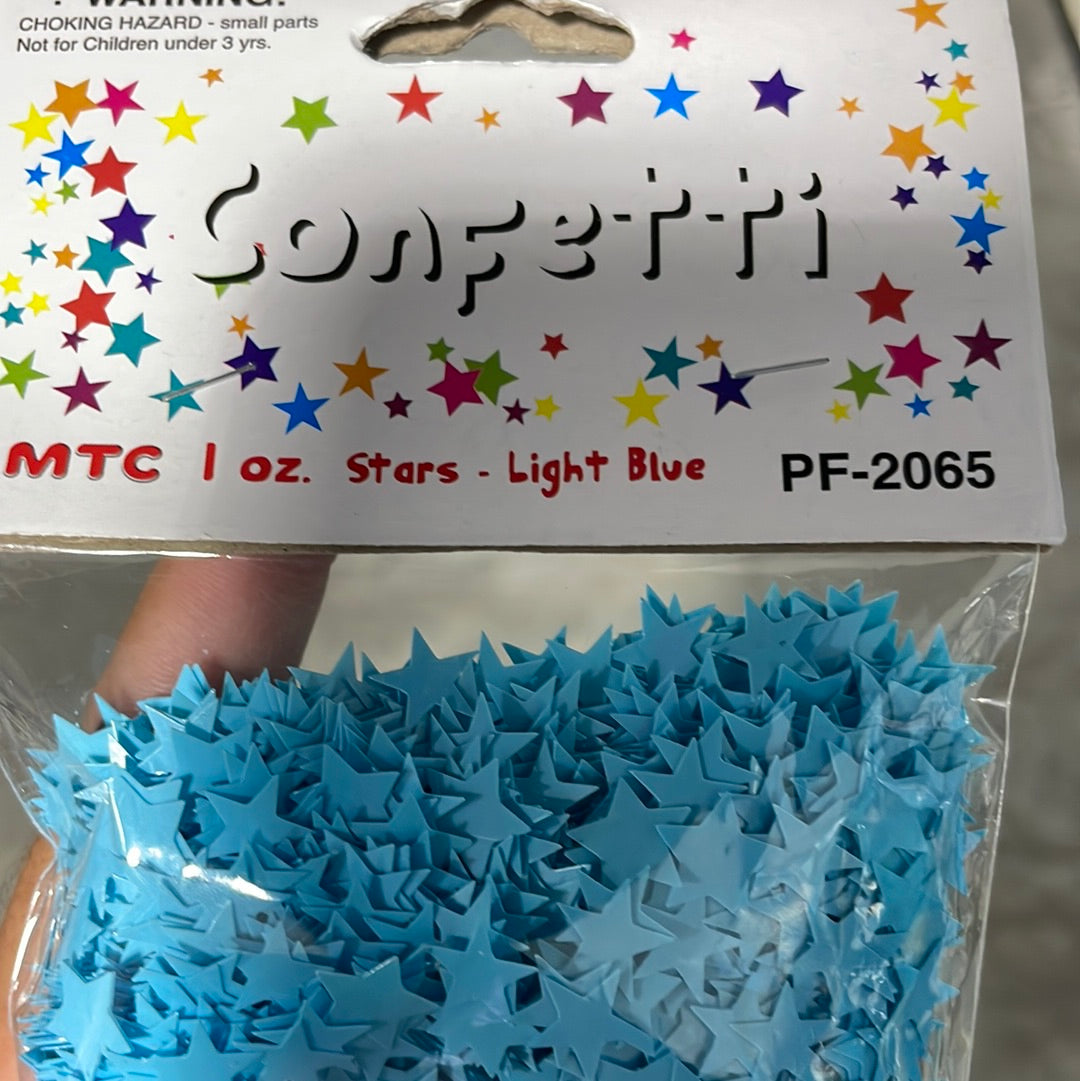 WARNING:
CHOKING HAZARD - small parts
Not for Children under 3 yrs.
Confetti
MTC 1 oz. Stars - Light Blue PF-2065